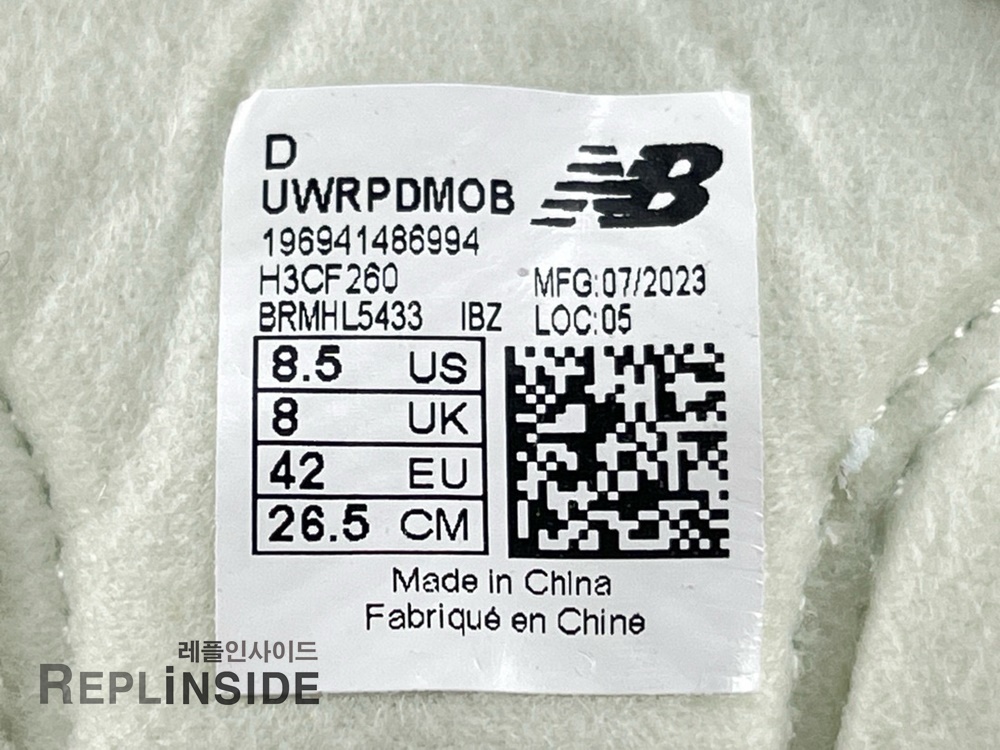 D
UWRPDMOB
NB
196941486994
H3CF260 MFG:07/2023
BRMHL5433 IBZ LOC:05
8.5 US
8 UK
42 EU
26.5 CM
Made in China
Fabriqué en Chine
레플인사이드
REPLINSIDE